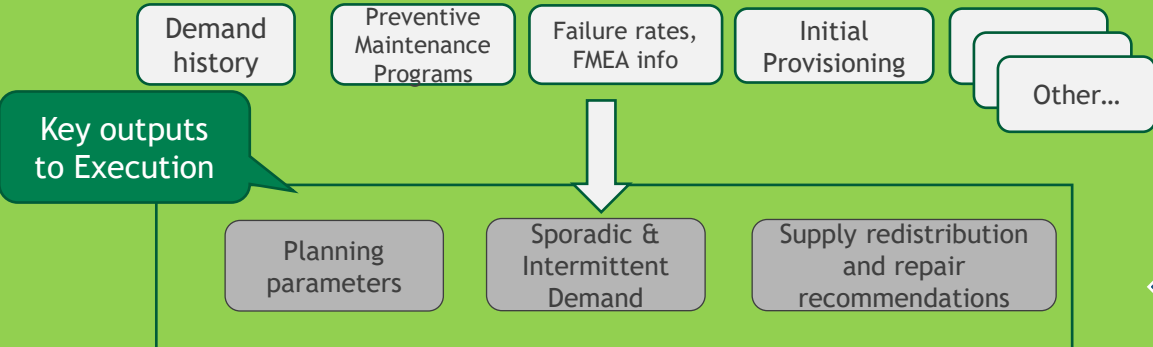 Demand
history
Preventive
Maintenance
Programs
Failure rates,
FMEA info
Initial
Provisioning
Other…
Key outputs
to Execution
Planning
parameters
Sporadic &
Intermittent
Demand
Supply redistribution
and repair
recommendations